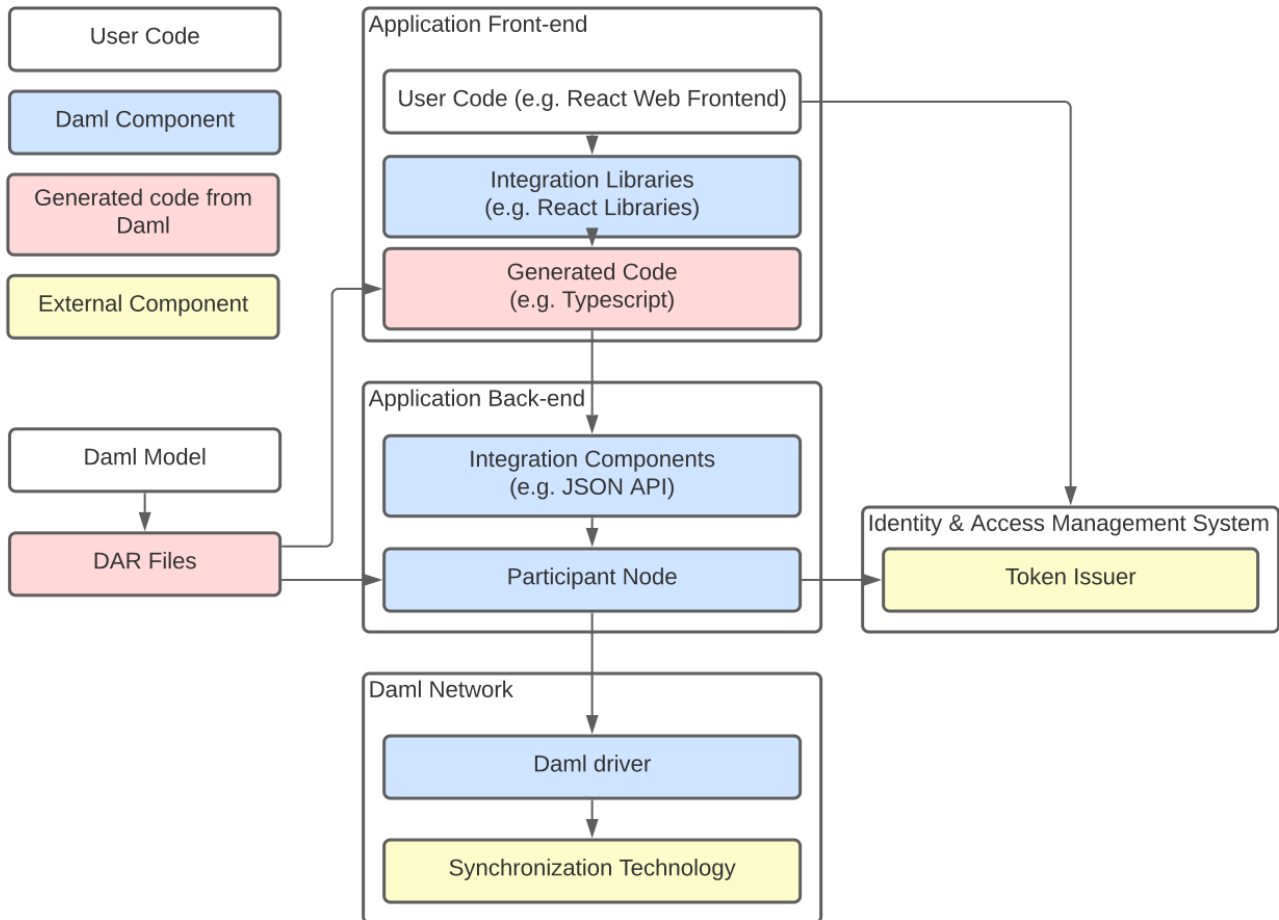 User Code
Daml Component
Generated code from
Daml
External Component
Daml Model
DAR Files
Application Front-end
User Code (e.g. React Web Frontend)
Integration Libraries
(e.g. React Libraries)
Generated Code
(e.g. Typescript)
Application Back-end
Integration Components
(e.g. JSON API)
Participant Node
Identity & Access Management System
Token Issuer
Daml Network
Daml driver
Synchronization Technology